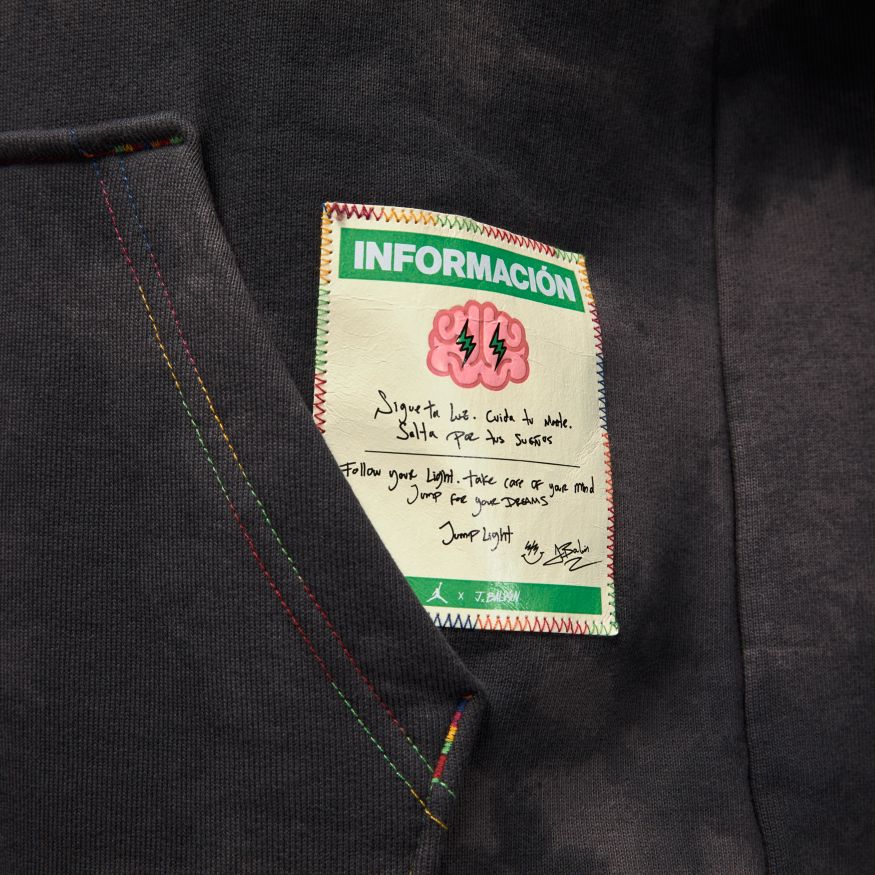 INFORMACIÓN
Sigue tu Luz. Cuida tu Mente.
Salta por tus sueños
Follow your Light. take care of your mind
Jump for your DREAMS
Jump Light
J Balvin
x J. BALVIN